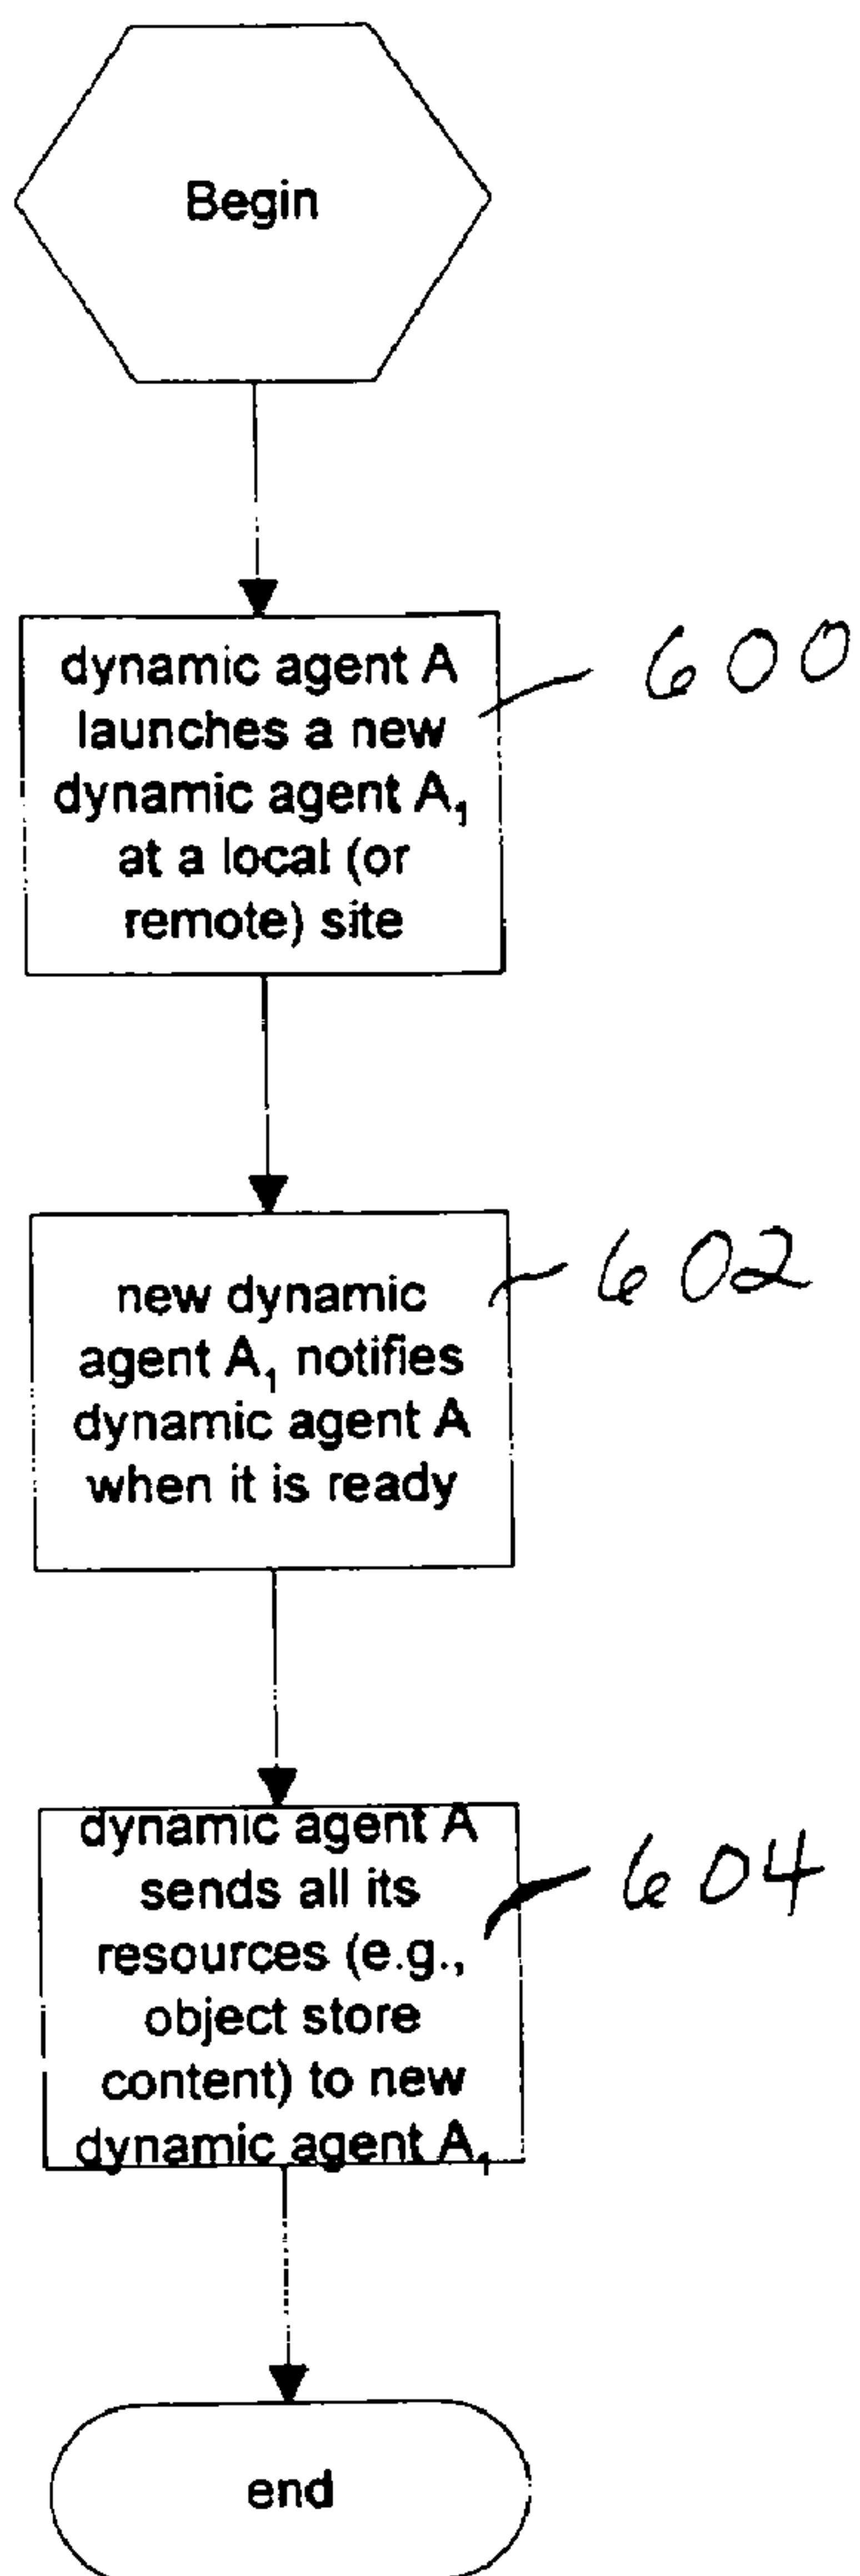 Begin
dynamic agent A
launches a new
dynamic agent A₁
at a local (or
remote) site
600
new dynamic
agent A₁ notifies
dynamic agent A
when it is ready
602
dynamic agent A
sends all its
resources (e.g.,
object store
content) to new
dynamic agent A₁
604
end